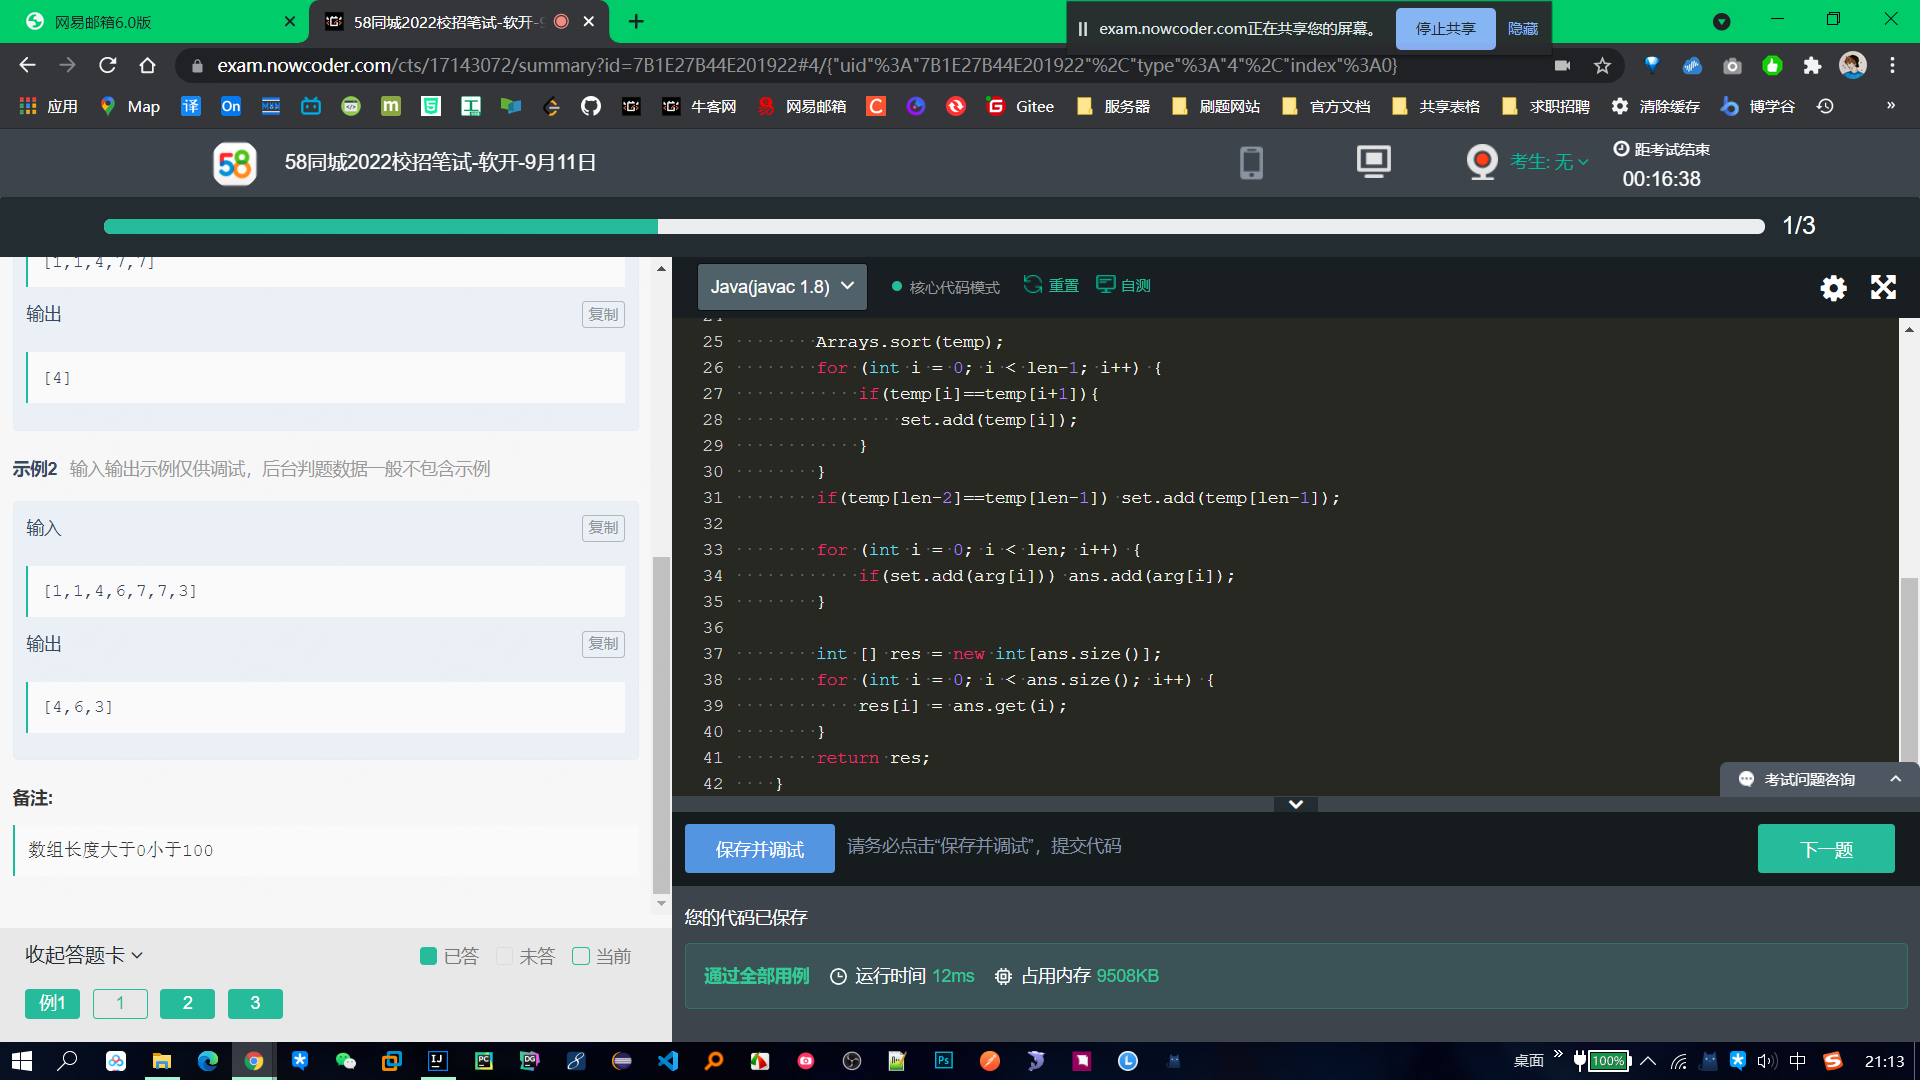 网易邮箱6.0版
58同城2022校招笔试-软开-9
exam.nowcoder.com正在共享您的屏幕。
停止共享
隐藏
exam.nowcoder.com/cts/17143072/summary?id=7B1E27B44E201922#4/{"uid"%3A"7B1E27B44E201922"%2C"type"%3A"4"%2C"index"%3A0}
应用
Map
译
On
m
牛客网
网易邮箱
C
G
Gitee
服务器
刷题网站
官方文档
共享表格
求职招聘
清除缓存
博学谷
»
58
58同城2022校招笔试-软开-9月11日
考生: 无
距考试结束
00:16:38
1/3
[1,1,4,7,7]
输出
复制
[4]
示例2 输入输出示例仅供调试，后台判题数据一般不包含示例
输入
复制
[1,1,4,6,7,7,3]
输出
复制
[4,6,3]
备注:
数组长度大于0小于100
收起答题卡
已答
未答
当前
例1
1
2
3
Java(javac 1.8)
核心代码模式
重置
自测
24
25 Arrays.sort(temp);
26 for (int i = 0; i < len-1; i++) {
27 if(temp[i]==temp[i+1]){
28 set.add(temp[i]);
29 }
30 }
31 if(temp[len-2]==temp[len-1]) set.add(temp[len-1]);
32
33 for (int i = 0; i < len; i++) {
34 if(set.add(arg[i])) ans.add(arg[i]);
35 }
36
37 int [] res = new int[ans.size()];
38 for (int i = 0; i < ans.size(); i++) {
39 res[i] = ans.get(i);
40 }
41 return res;
42 }
考试问题咨询
保存并调试
请务必点击“保存并调试”，提交代码
下一题
您的代码已保存
通过全部用例
运行时间 12ms
占用内存 9508KB
IJ
PC
DG
Ps
L
桌面
»
100%
中
S
21:13